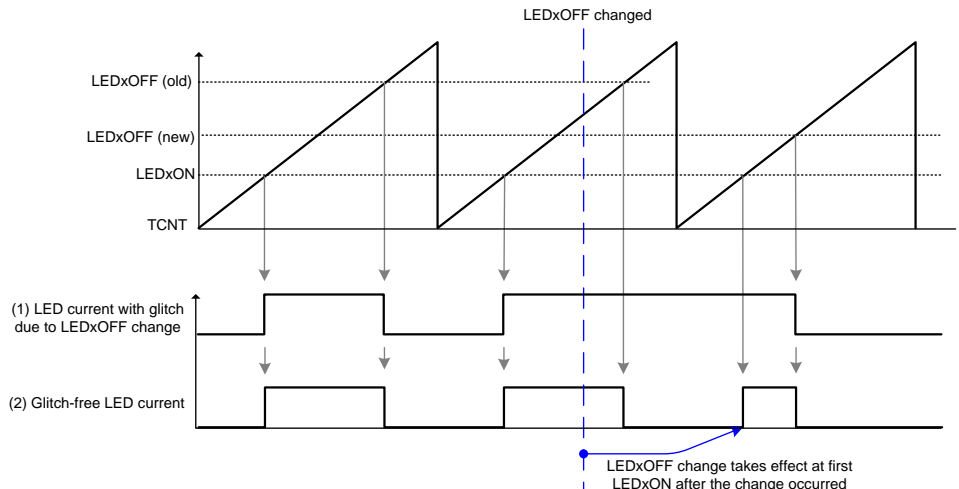 LEDxOFF changed
LEDxOFF (old)
LEDxOFF (new)
LEDxON
TCNT
(1) LED current with glitch
due to LEDxOFF change
(2) Glitch-free LED current
LEDxOFF change takes effect at first
LEDxON after the change occurred